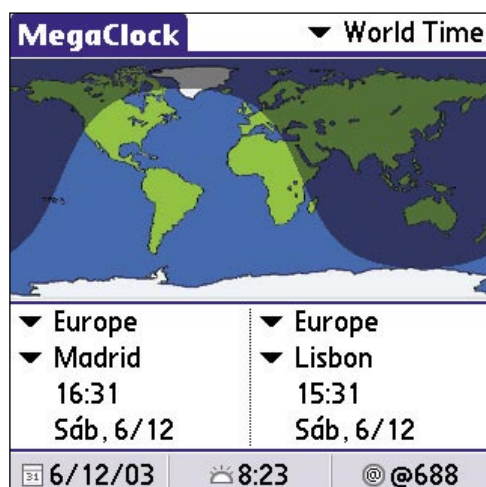 MegaClock World Time
Europe Europe
Madrid Lisbon
16:31 15:31
Sáb, 6/12 Sáb, 6/12
31 6/12/03 8:23 @ @688